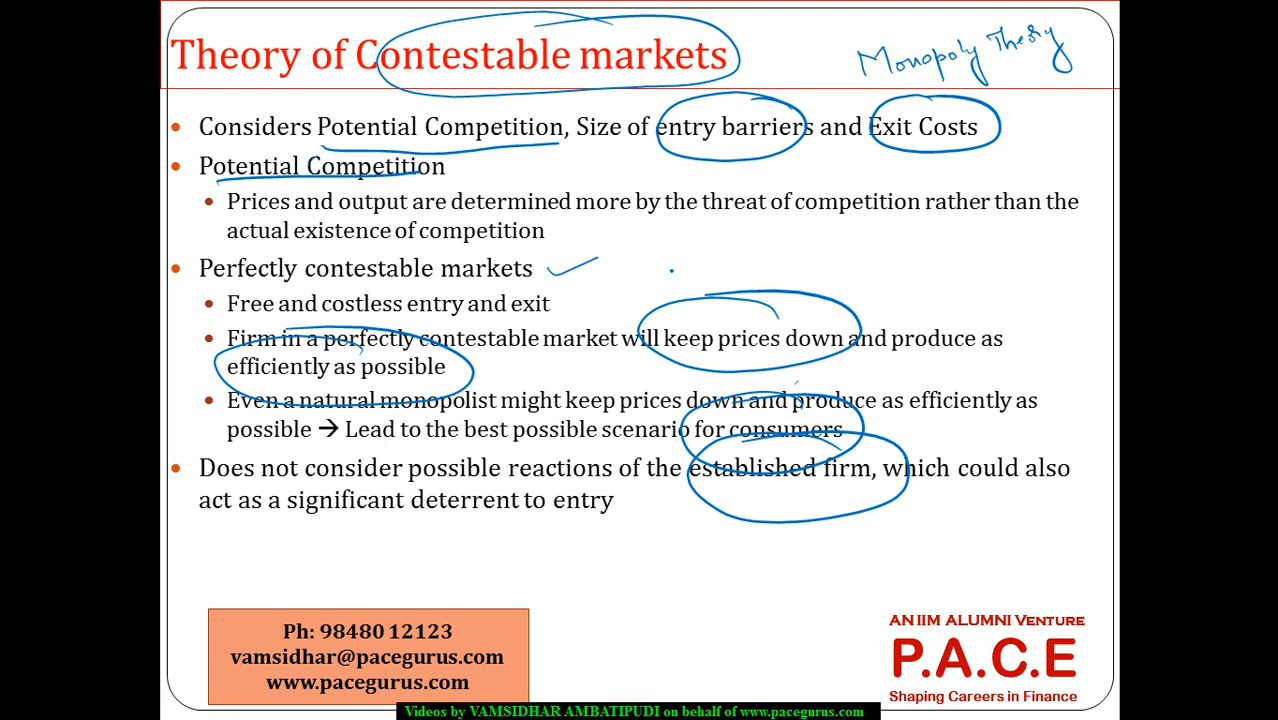 Theory of Contestable markets
Monopoly Theory
• Considers Potential Competition, Size of entry barriers and Exit Costs
• Potential Competition
• Prices and output are determined more by the threat of competition rather than the
actual existence of competition
• Perfectly contestable markets
• Free and costless entry and exit
• Firm in a perfectly contestable market will keep prices down and produce as
efficiently as possible
• Even a natural monopolist might keep prices down and produce as efficiently as
possible → Lead to the best possible scenario for consumers
• Does not consider possible reactions of the established firm, which could also
act as a significant deterrent to entry
Ph: 98480 12123
vamsidhar@pacegurus.com
www.pacegurus.com
AN IIM ALUMNI VENTURE
P.A.C.E
Shaping Careers in Finance
Videos by VAMSIDHAR AMBATIPUDI on behalf of www.pacegurus.com